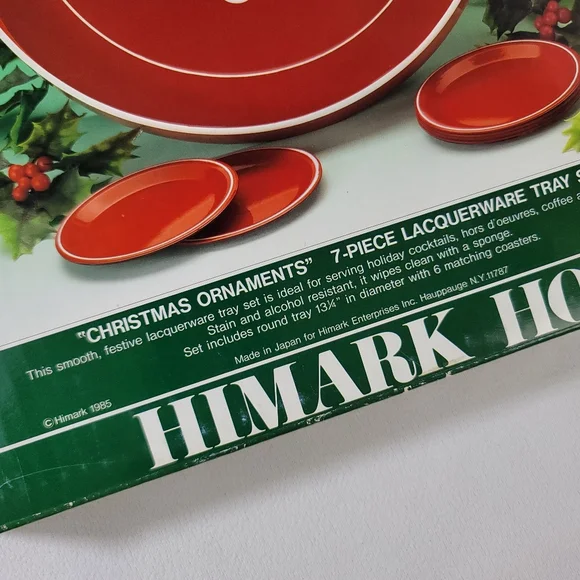 "CHRISTMAS ORNAMENTS" 7-PIECE LACQUERWARE TRAY S
This smooth, festive lacquerware tray set is ideal for serving holiday cocktails, hors d'oeuvres, coffee a
Stain and alcohol resistant, it wipes clean with a sponge.
Set includes round tray 13¼" in diameter with 6 matching coasters.
Made in Japan for Himark Enterprises Inc. Hauppauge N.Y. 11787
© Himark 1985
HIMARK HO